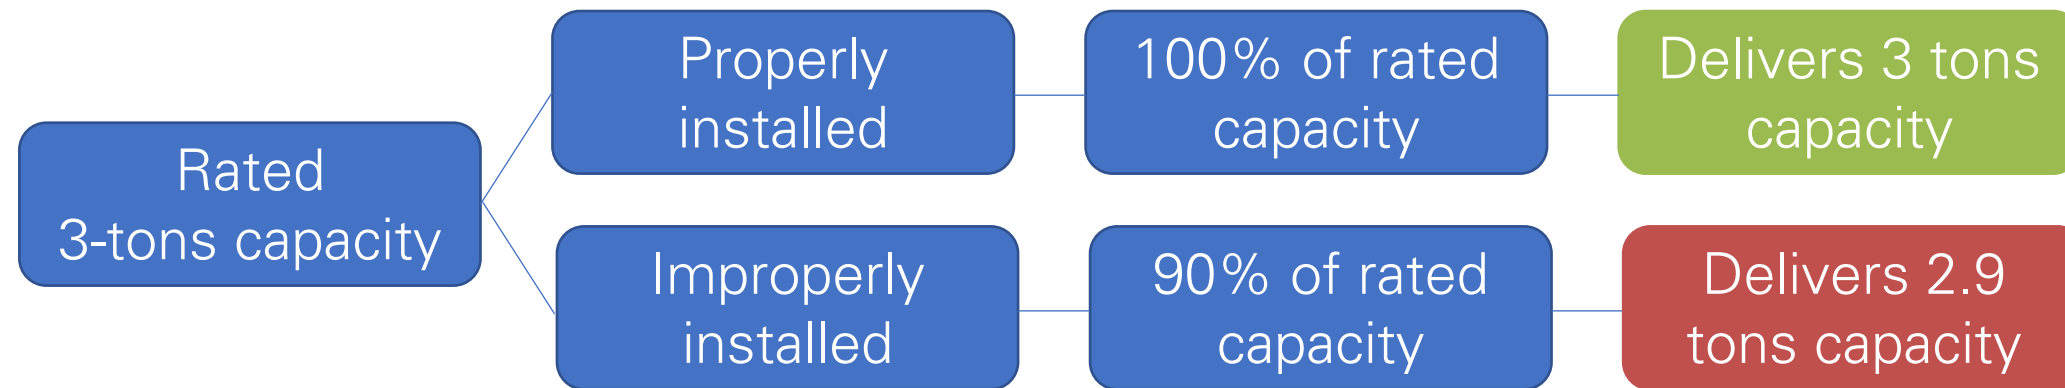 Rated
3-tons capacity
Properly
installed
100% of rated
capacity
Delivers 3 tons
capacity
Improperly
installed
90% of rated
capacity
Delivers 2.9
tons capacity